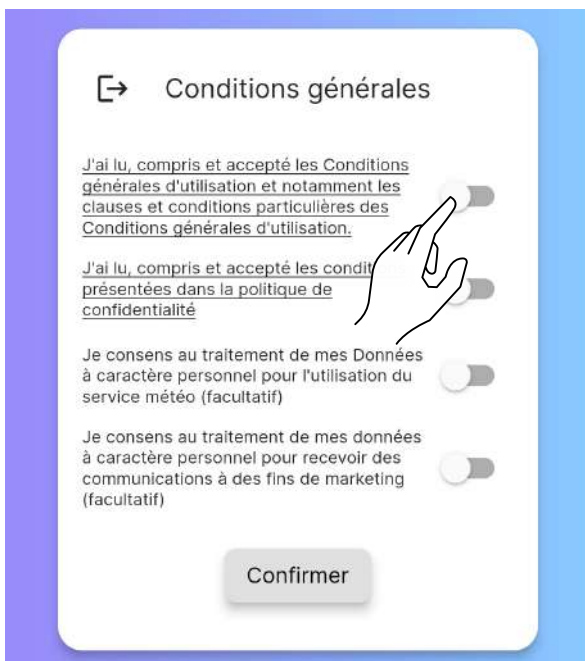 Conditions générales
J'ai lu, compris et accepté les Conditions
générales d'utilisation et notamment les
clauses et conditions particulières des
Conditions générales d'utilisation.
J'ai lu, compris et accepté les condit
présentées dans la politique de
confidentialité
Je consens au traitement de mes Données
à caractère personnel pour l'utilisation du
service météo (facultatif)
Je consens au traitement de mes données
à caractère personnel pour recevoir des
communications à des fins de marketing
(facultatif)
Confirmer